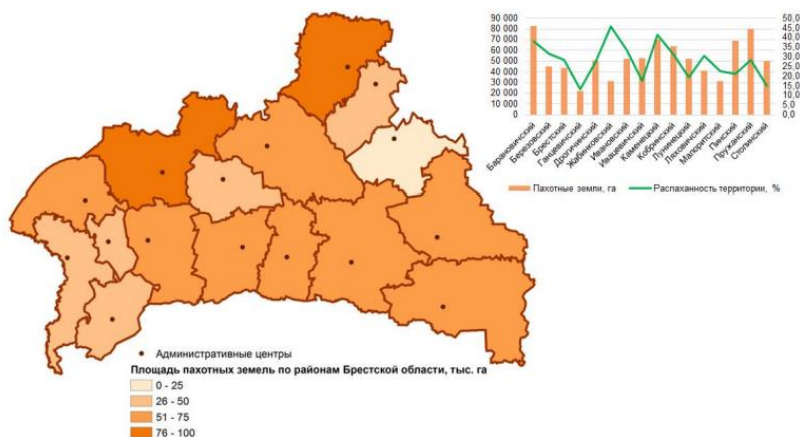 90 000
80 000
70 000
60 000
50 000
40 000
30 000
20 000
10 000
0
50,0
45,0
40,0
35,0
30,0
25,0
20,0
15,0
10,0
5,0
0,0
Барановичский
Березовский
Брестский
Ганцевичский
Дрогиченский
Жабинковский
Ивановский
Ивацевичский
Каменецкий
Кобринский
Лунинецкий
Ляховичский
Малоритский
Пинский
Пружанский
Столинский
Пахотные земли, га
Распаханность территории, %
Административные центры
Площадь пахотных земель по районам Брестской области, тыс. га
0 - 25
26 - 50
51 - 75
76 - 100